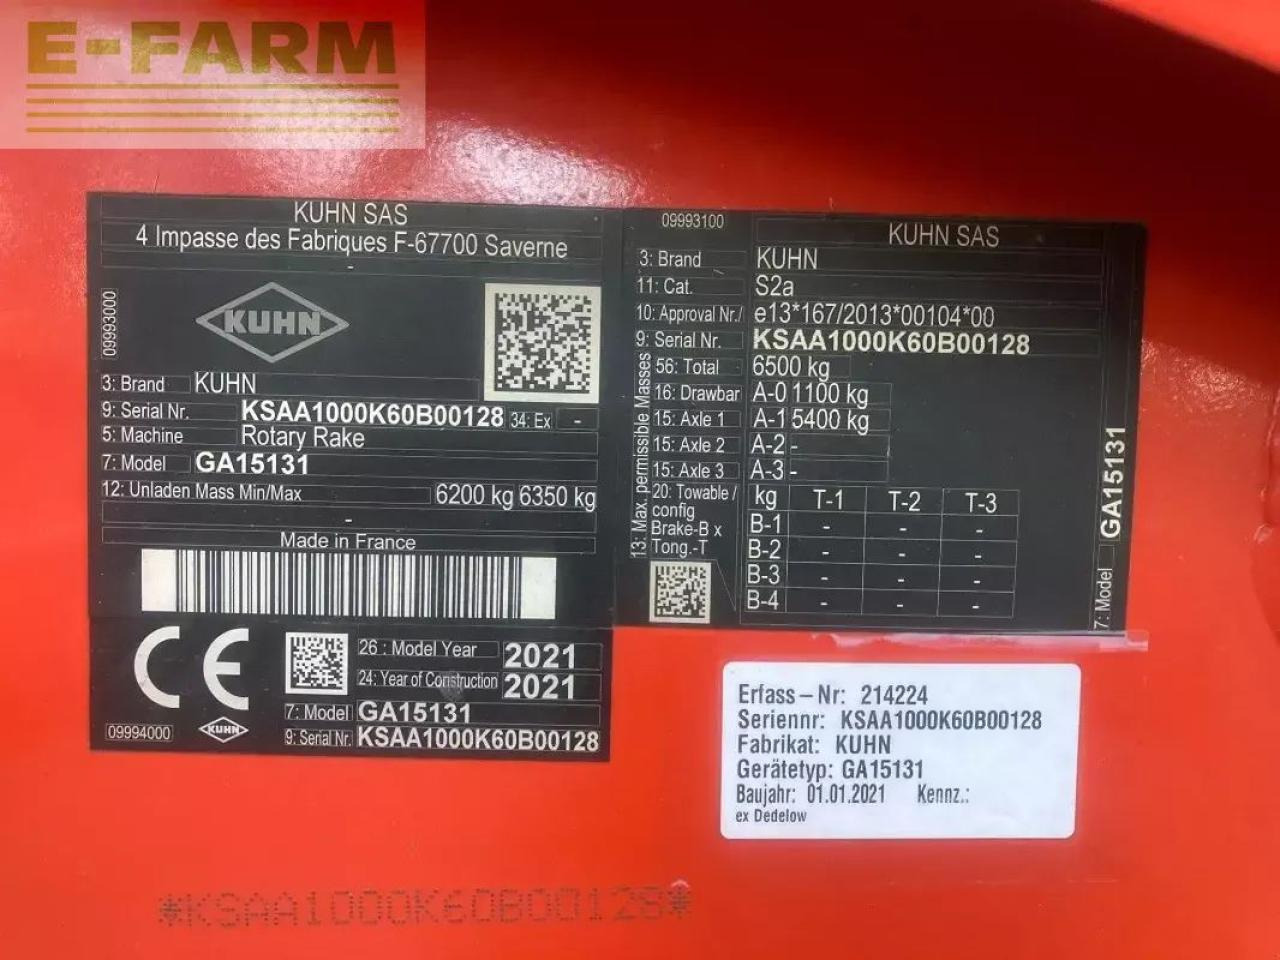 E-FARM
KUHN SAS
4 Impasse des Fabriques F-67700 Saverne
-
09993000
KUHN
3: Brand KUHN
9: Serial Nr. KSAA1000K60B00128 34: Ex -
5: Machine Rotary Rake
7: Model GA15131
12: Unladen Mass Min/Max 6200 kg 6350 kg
-
Made in France
CE
26 : Model Year 2021
24: Year of Construction 2021
7: Model GA15131
9: Serial Nr. KSAA1000K60B00128
09994000
KUHN
09993100
KUHN SAS
3: Brand KUHN
11: Cat. S2a
10: Approval Nr./ e13*167/2013*00104*00
9: Serial Nr. KSAA1000K60B00128
13: Max. permissible Masses
56: Total 6500 kg
16: Drawbar A-0 1100 kg
15: Axle 1 A-1 5400 kg
15: Axle 2 A-2 -
15: Axle 3 A-3 -
20: Towable /
config
Brake-B x
Tong.-T
kg T-1 T-2 T-3
B-1 - - -
B-2 - - -
B-3 - - -
B-4 - - -
7: Model GA15131
Erfass-Nr: 214224
Seriennr: KSAA1000K60B00128
Fabrikat: KUHN
Gerätetyp: GA15131
Baujahr: 01.01.2021 Kennz.:
ex Dedelow
*KSAA1000K60B00128*